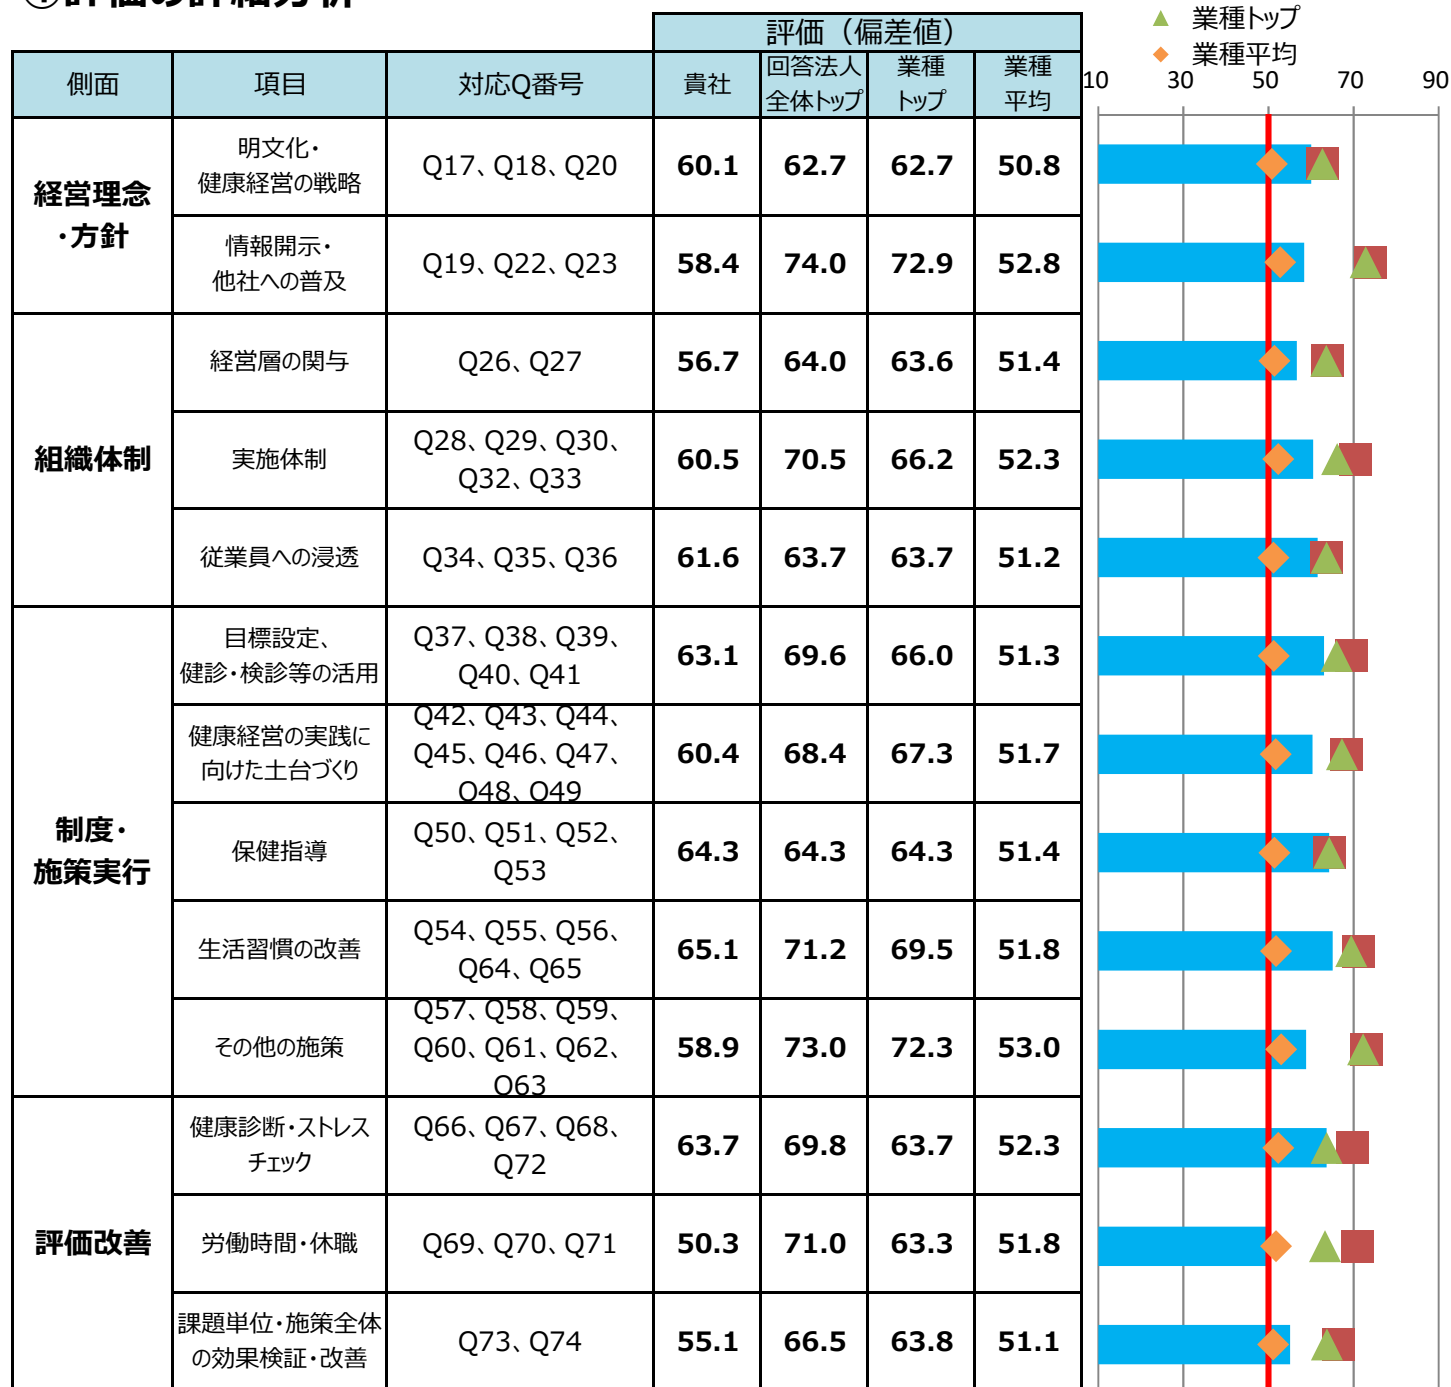 ④評価の詳細分析
▲ 業種トップ
◆ 業種平均
評価（偏差値）
側面 項目 対応Q番号 貴社 回答法人 業種 業種
全体トップ トップ 平均
10 30 50 70 90
経営理念
・方針
明文化・
健康経営の戦略
Q17、Q18、Q20 60.1 62.7 62.7 50.8
情報開示・
他社への普及
Q19、Q22、Q23 58.4 74.0 72.9 52.8
組織体制
経営層の関与 Q26、Q27 56.7 64.0 63.6 51.4
実施体制
Q28、Q29、Q30、
Q32、Q33
60.5 70.5 66.2 52.3
従業員への浸透 Q34、Q35、Q36 61.6 63.7 63.7 51.2
制度・
施策実行
目標設定、
健診・検診等の活用
Q37、Q38、Q39、
Q40、Q41
63.1 69.6 66.0 51.3
健康経営の実践に
向けた土台づくり
Q42、Q43、Q44、
Q45、Q46、Q47、
Q48、Q49
60.4 68.4 67.3 51.7
保健指導
Q50、Q51、Q52、
Q53
64.3 64.3 64.3 51.4
生活習慣の改善
Q54、Q55、Q56、
Q64、Q65
65.1 71.2 69.5 51.8
その他の施策
Q57、Q58、Q59、
Q60、Q61、Q62、
Q63
58.9 73.0 72.3 53.0
評価改善
健康診断・ストレス
チェック
Q66、Q67、Q68、
Q72
63.7 69.8 63.7 52.3
労働時間・休職 Q69、Q70、Q71 50.3 71.0 63.3 51.8
課題単位・施策全体
の効果検証・改善
Q73、Q74 55.1 66.5 63.8 51.1